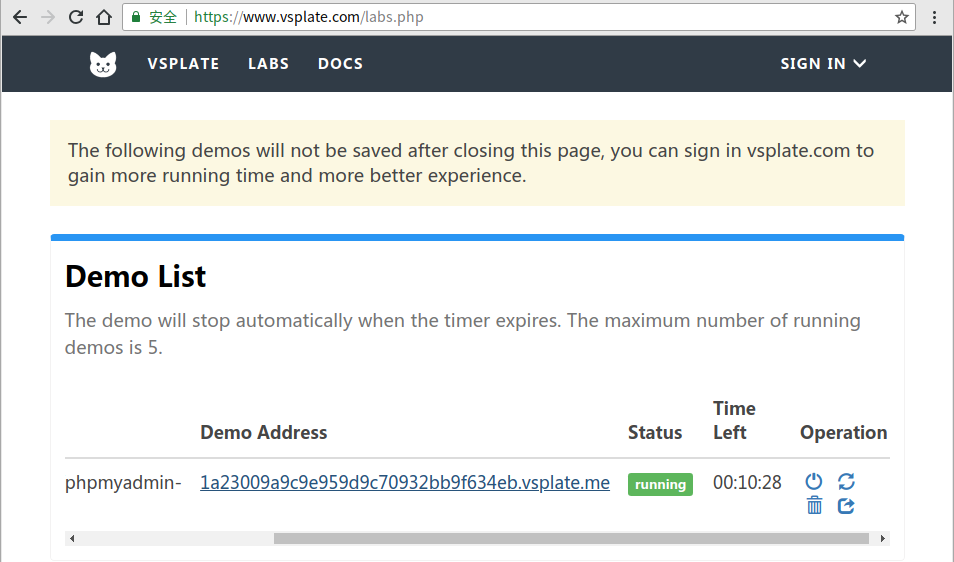 安全 https://www.vsplate.com/labs.php
VSPLATE LABS DOCS SIGN IN
The following demos will not be saved after closing this page, you can sign in vsplate.com to
gain more running time and more better experience.
Demo List
The demo will stop automatically when the timer expires. The maximum number of running
demos is 5.
Demo Address Status Time Left Operation
phpmyadmin- 1a23009a9c9e959d9c70932bb9f634eb.vsplate.me running 00:10:28